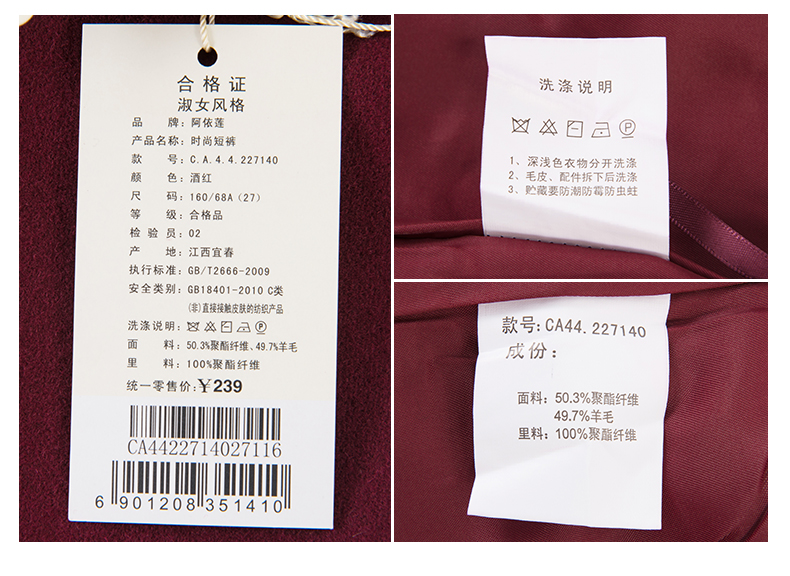 合格证
淑女风格
品 牌：阿依莲
产品名称：时尚短裤
款 号：C.A.4.4.227140
颜 色：酒红
尺 码：160/68A（27）
等 级：合格品
检 验 员：02
产 地：江西宜春
执行标准：GB/T2666-2009
安全类别：GB18401-2010 C类
(非)直接接触皮肤的纺织产品
洗涤说明：
面 料：50.3%聚酯纤维、49.7%羊毛
里 料：100%聚酯纤维
统一零售价：¥239
CA4422714027116
6 901208 351410
洗涤说明
1、深浅色衣物分开洗涤
2、毛皮、配件拆下后洗涤
3、贮藏要防潮防霉防虫蛀
款号：CA44.227140
成份：
面料：50.3%聚酯纤维
49.7%羊毛
里料：100%聚酯纤维